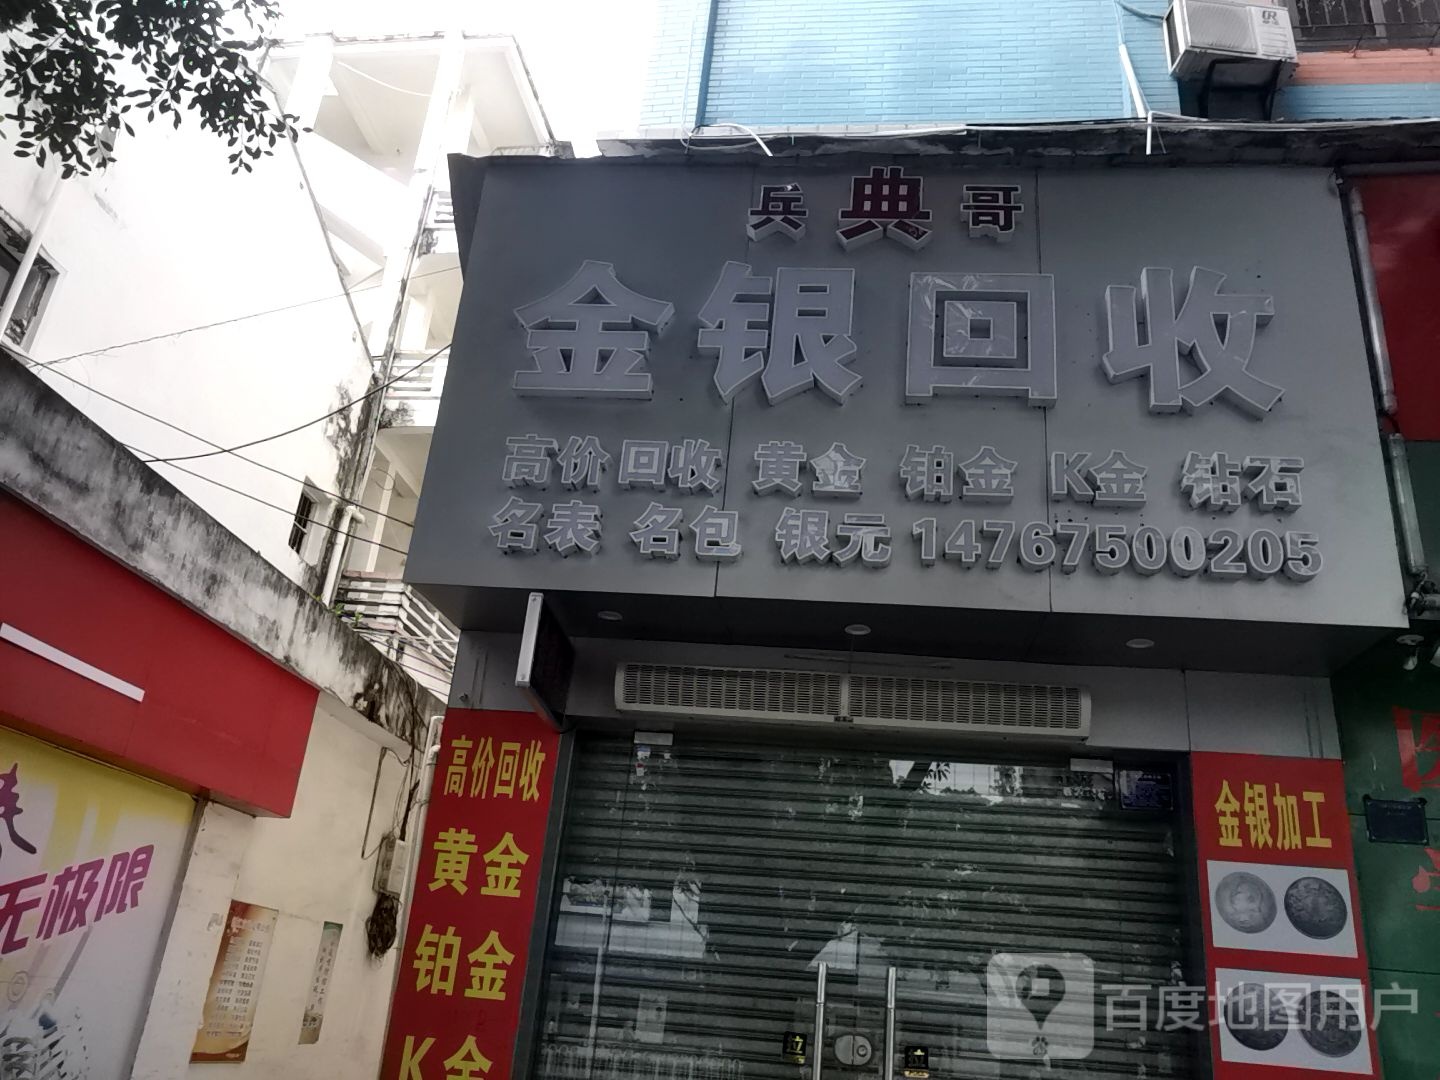 兵典哥
金银回收
高价回收 黄金 铂金 K金 钻石
名表 名包 银元 14767500205
高价回收
黄金
铂金
K金
金银加工
无极限
百度地图用户